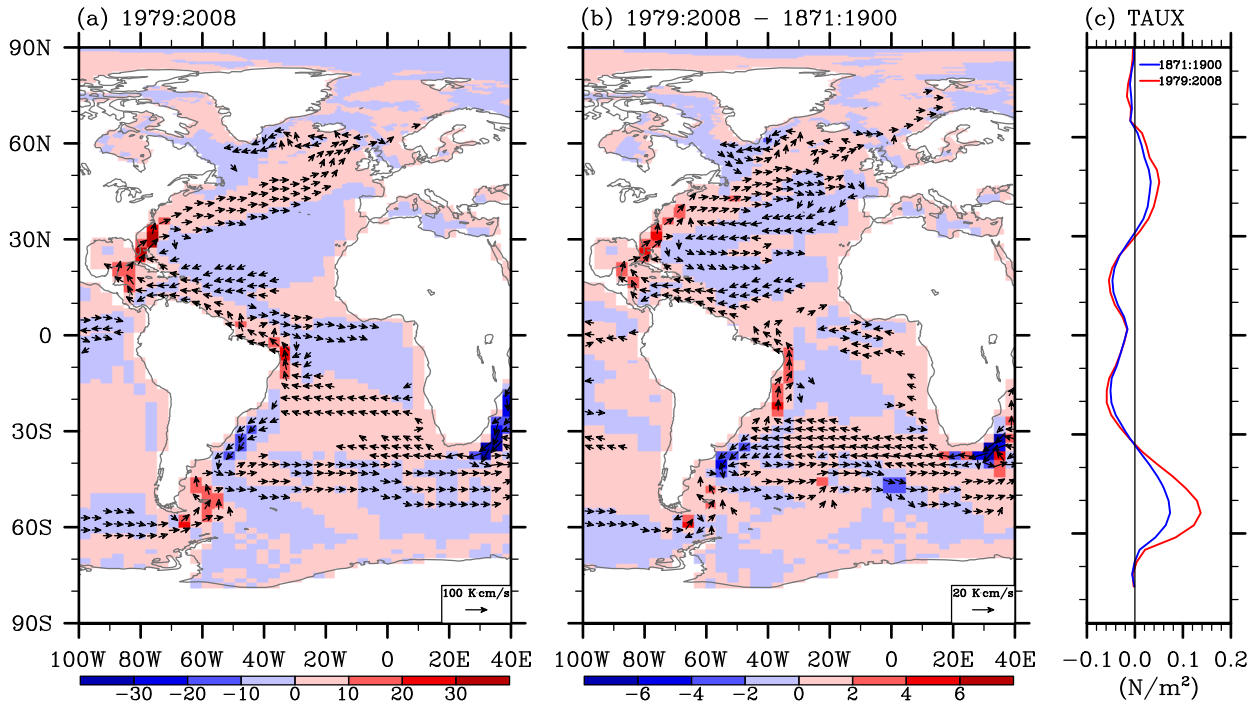 (a) 1979:2008
(b) 1979:2008 − 1871:1900
(c) TAUX
90N
60N
30N
0
30S
60S
90S
1871:1900
1979:2008
100 K·cm/s
20 K·cm/s
100W 80W 60W 40W 20W 0 20E 40E
100W 80W 60W 40W 20W 0 20E 40E
−0.1 0.0 0.1 0.2
(N/m²)
−30 −20 −10 0 10 20 30
−6 −4 −2 0 2 4 6